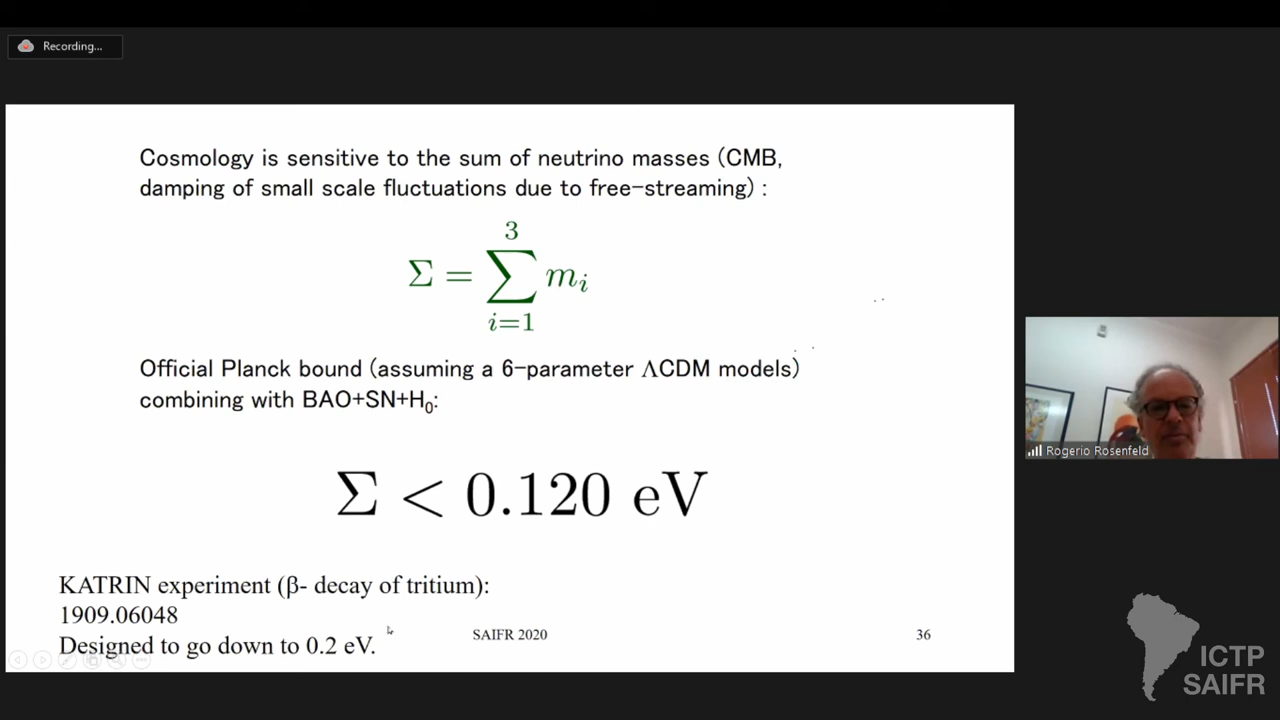 Recording...
Cosmology is sensitive to the sum of neutrino masses (CMB,
damping of small scale fluctuations due to free-streaming) :
Σ = ∑_{i=1}^{3} m_i
Official Planck bound (assuming a 6-parameter ΛCDM models)
combining with BAO+SN+H₀:
Σ < 0.120 eV
KATRIN experiment (β- decay of tritium):
1909.06048
Designed to go down to 0.2 eV.
SAIFR 2020
36
Rogerio Rosenfeld
ICTP
SAIFR